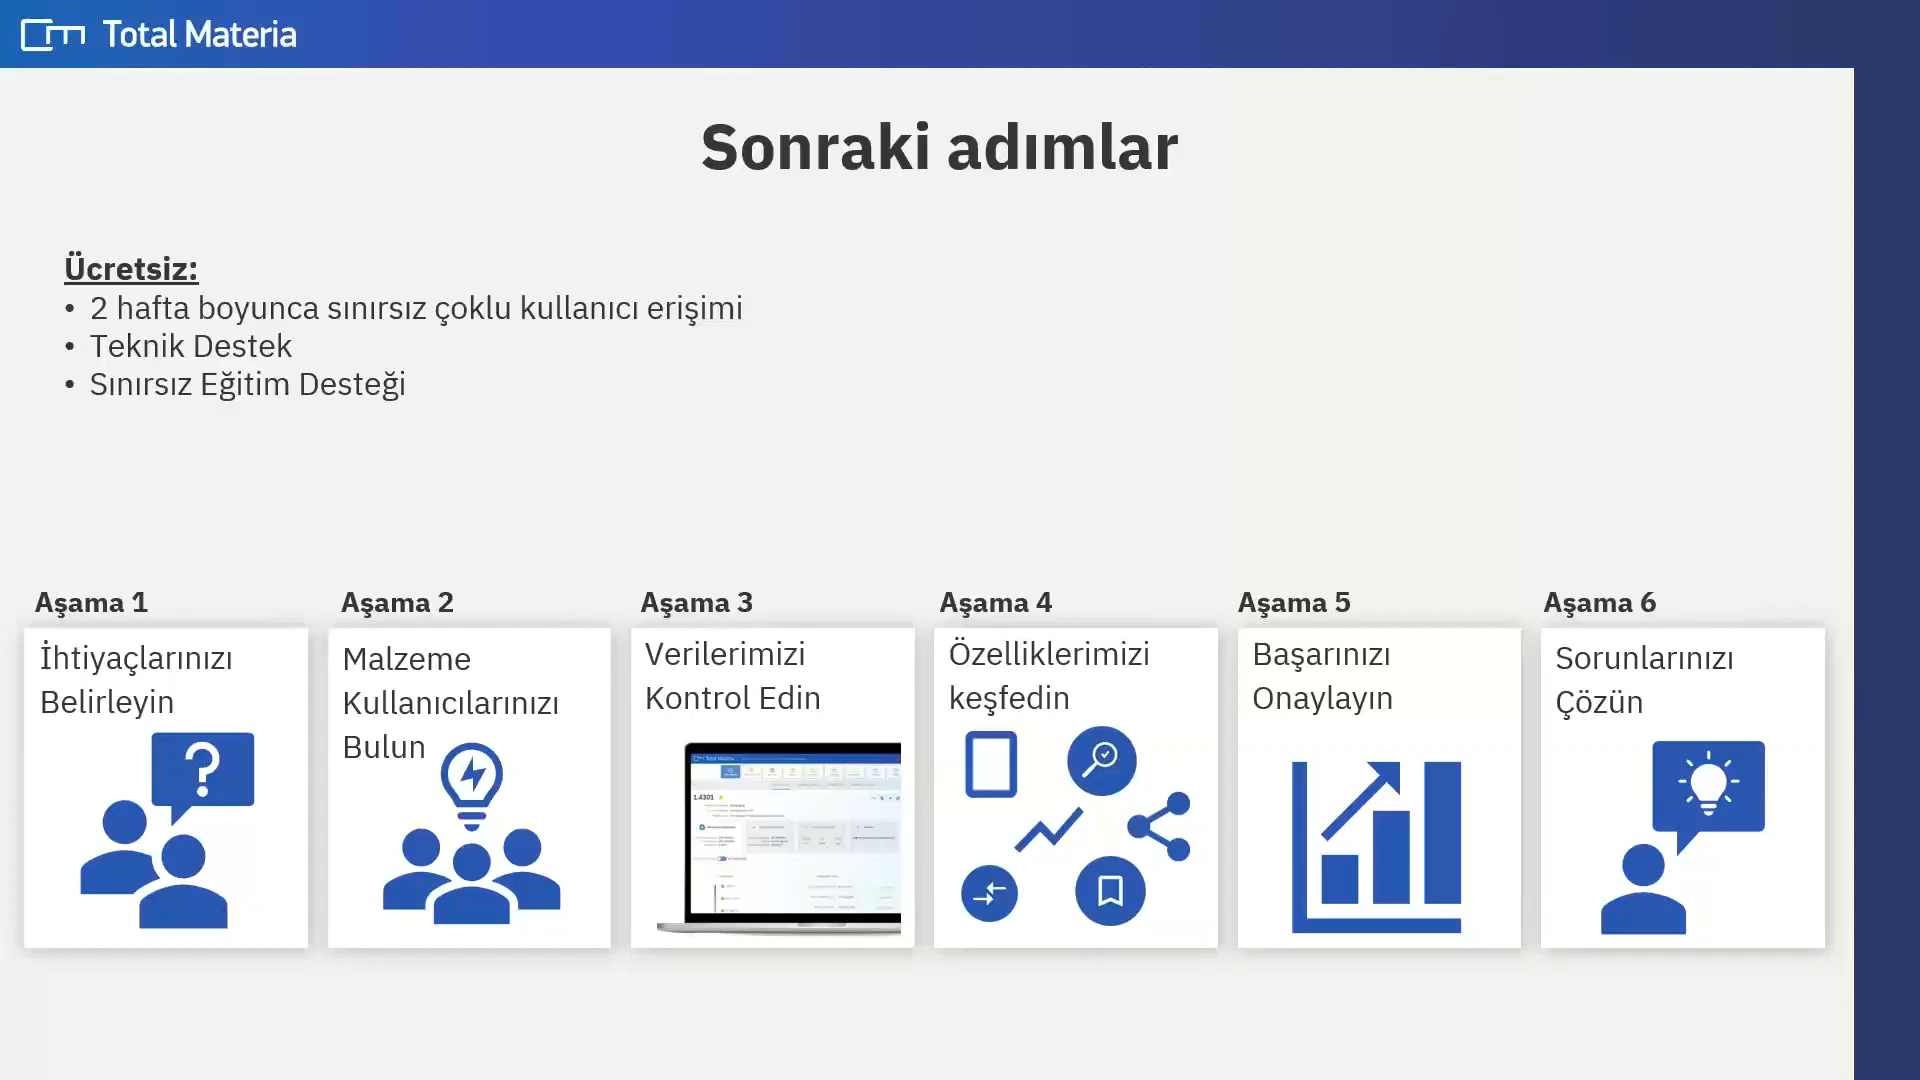 Total Materia
Sonraki adımlar
Ücretsiz:
• 2 hafta boyunca sınırsız çoklu kullanıcı erişimi
• Teknik Destek
• Sınırsız Eğitim Desteği
Aşama 1
İhtiyaçlarınızı
Belirleyin
?
Aşama 2
Malzeme
Kullanıcılarınızı
Bulun
Aşama 3
Verilerimizi
Kontrol Edin
1.4301
Aşama 4
Özelliklerimizi
keşfedin
Aşama 5
Başarınızı
Onaylayın
Aşama 6
Sorunlarınızı
Çözün